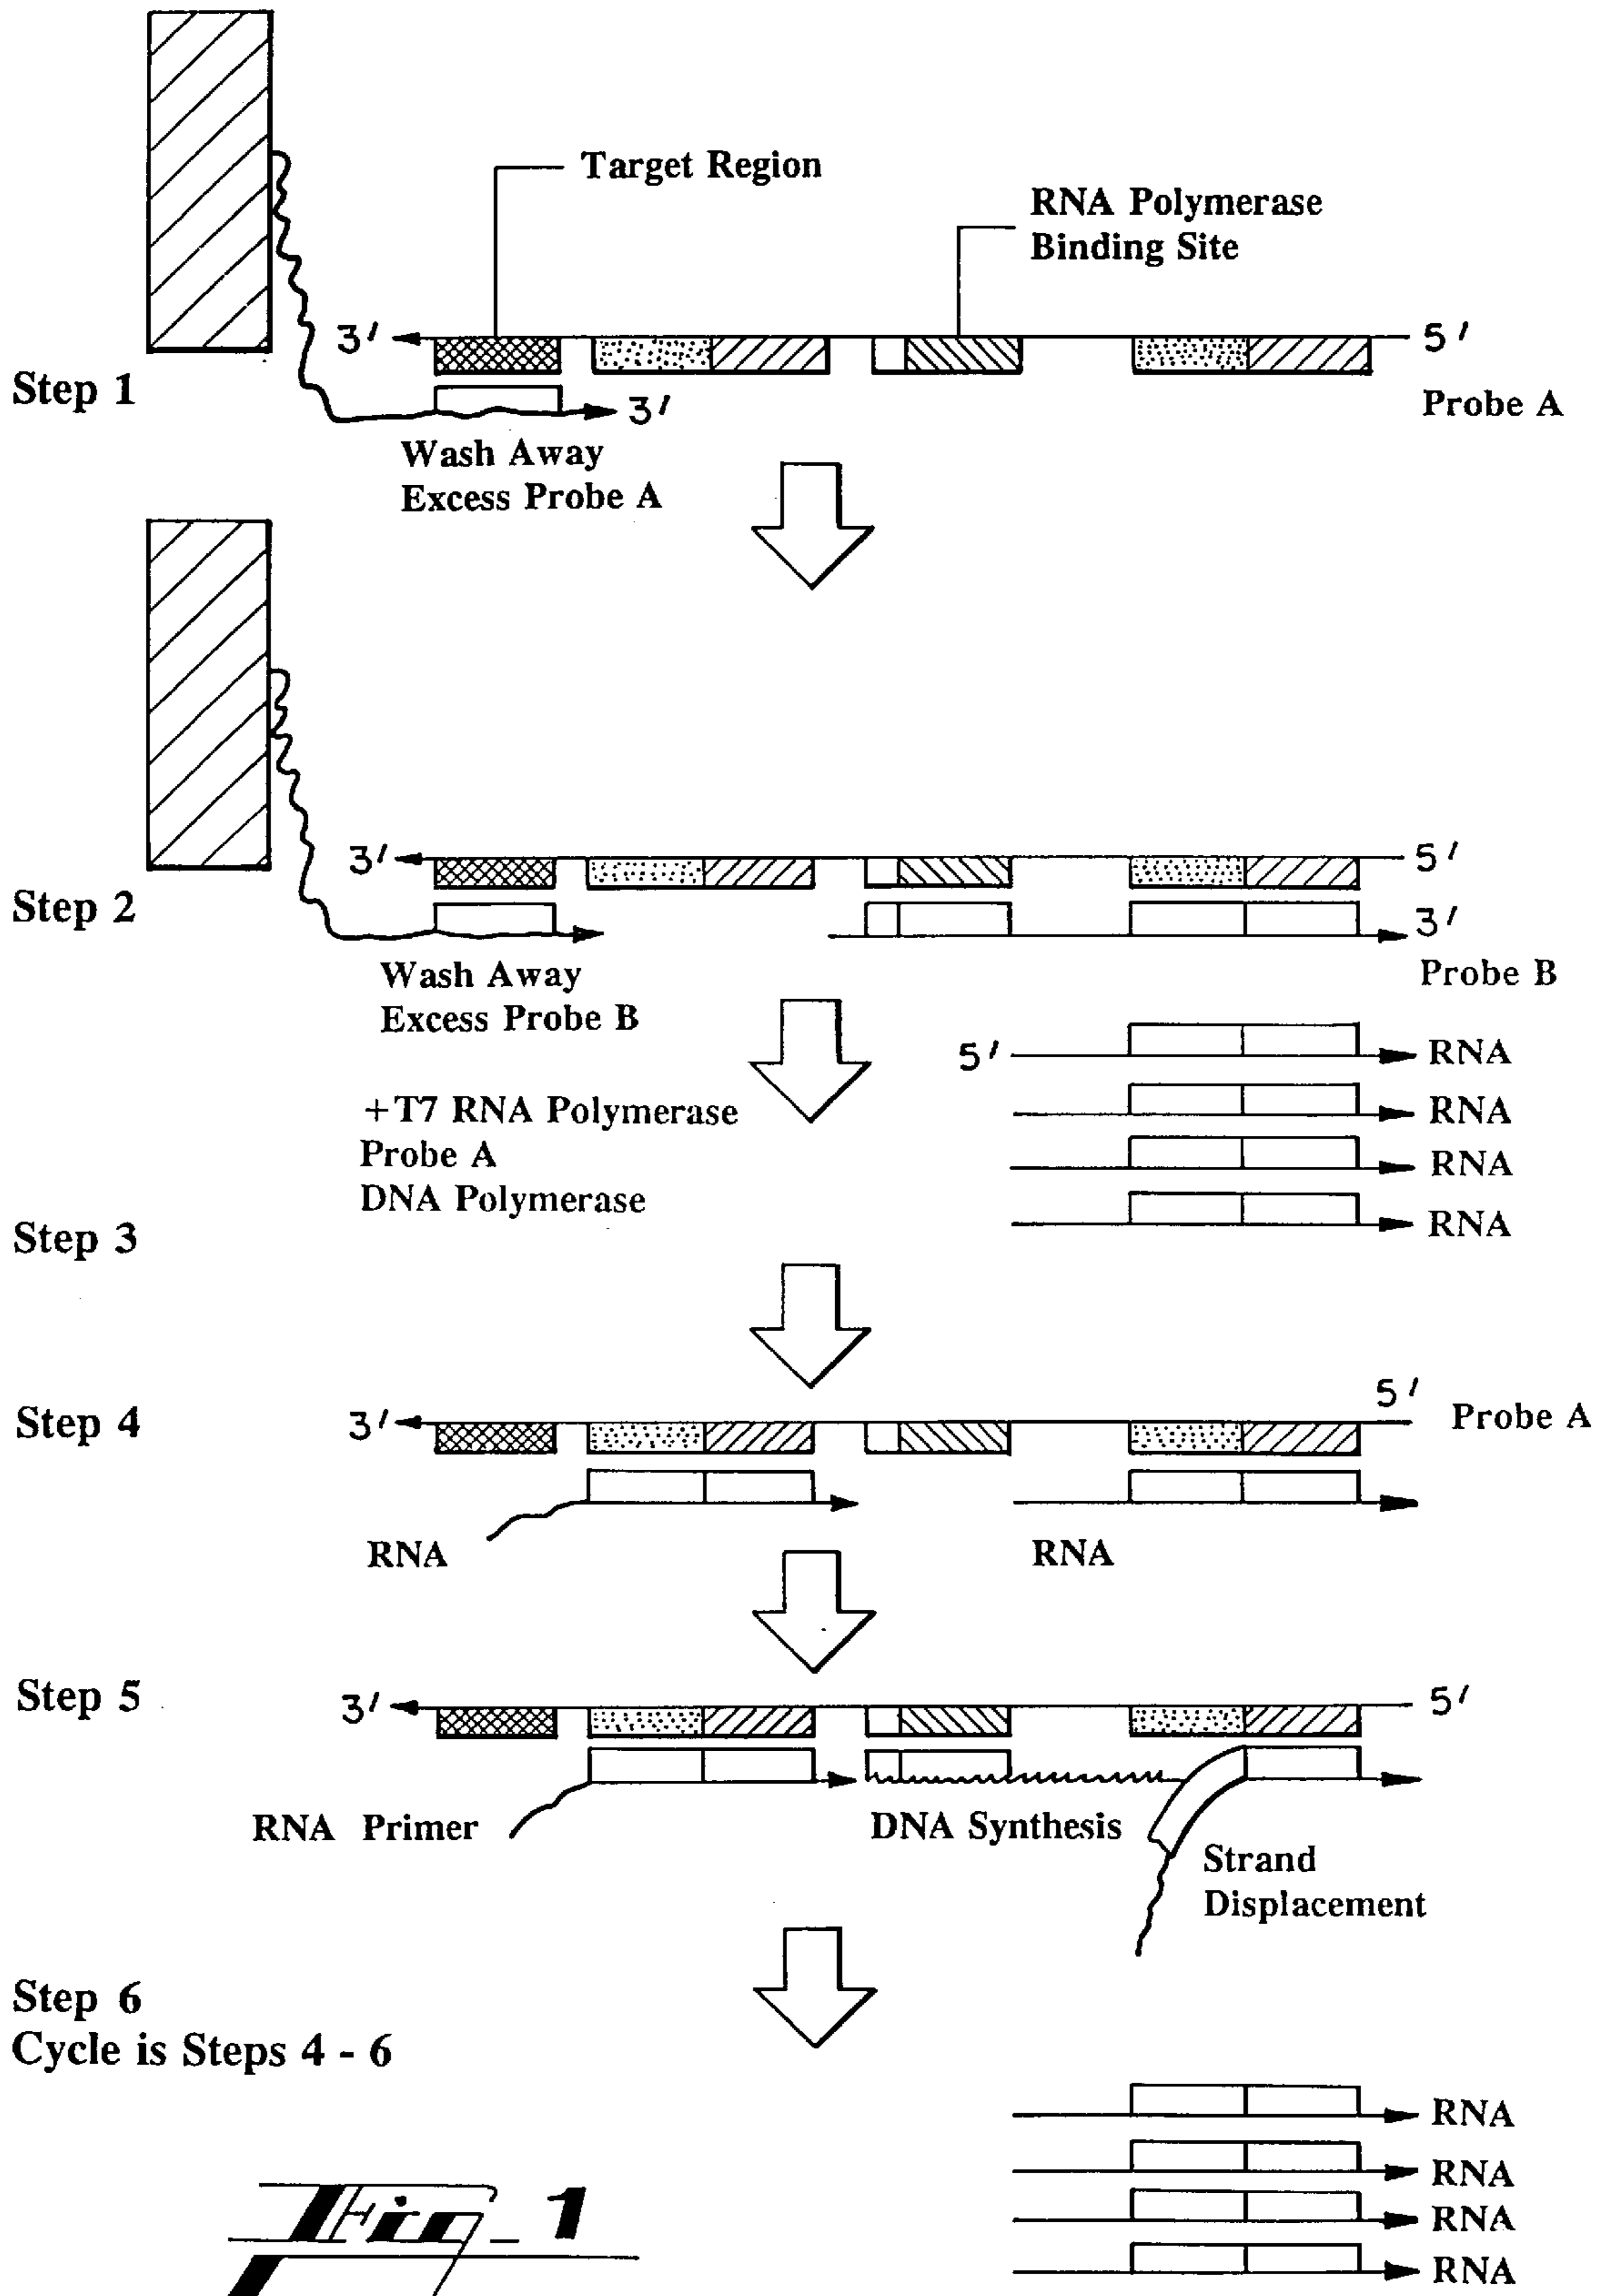 Target Region
RNA Polymerase
Binding Site
3′
5′
Step 1
3′
Probe A
Wash Away
Excess Probe A
3′
5′
Step 2
3′
Probe B
Wash Away
Excess Probe B
5′
RNA
+T7 RNA Polymerase
RNA
Probe A
RNA
DNA Polymerase
RNA
Step 3
5′
Step 4
3′
Probe A
RNA
RNA
Step 5
3′
5′
RNA Primer
DNA Synthesis
Strand
Displacement
Step 6
Cycle is Steps 4 - 6
RNA
RNA
RNA
RNA
Fig_1